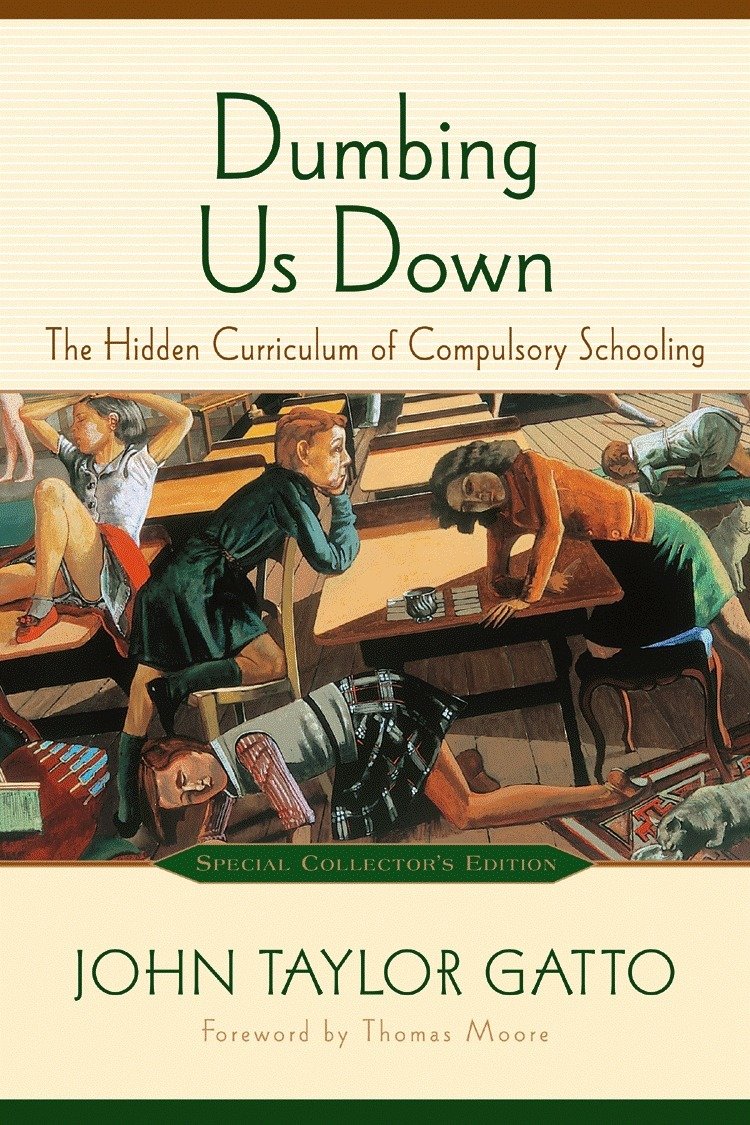 Dumbing
Us Down
The Hidden Curriculum of Compulsory Schooling
Special Collector's Edition
John Taylor Gatto
Foreword by Thomas Moore